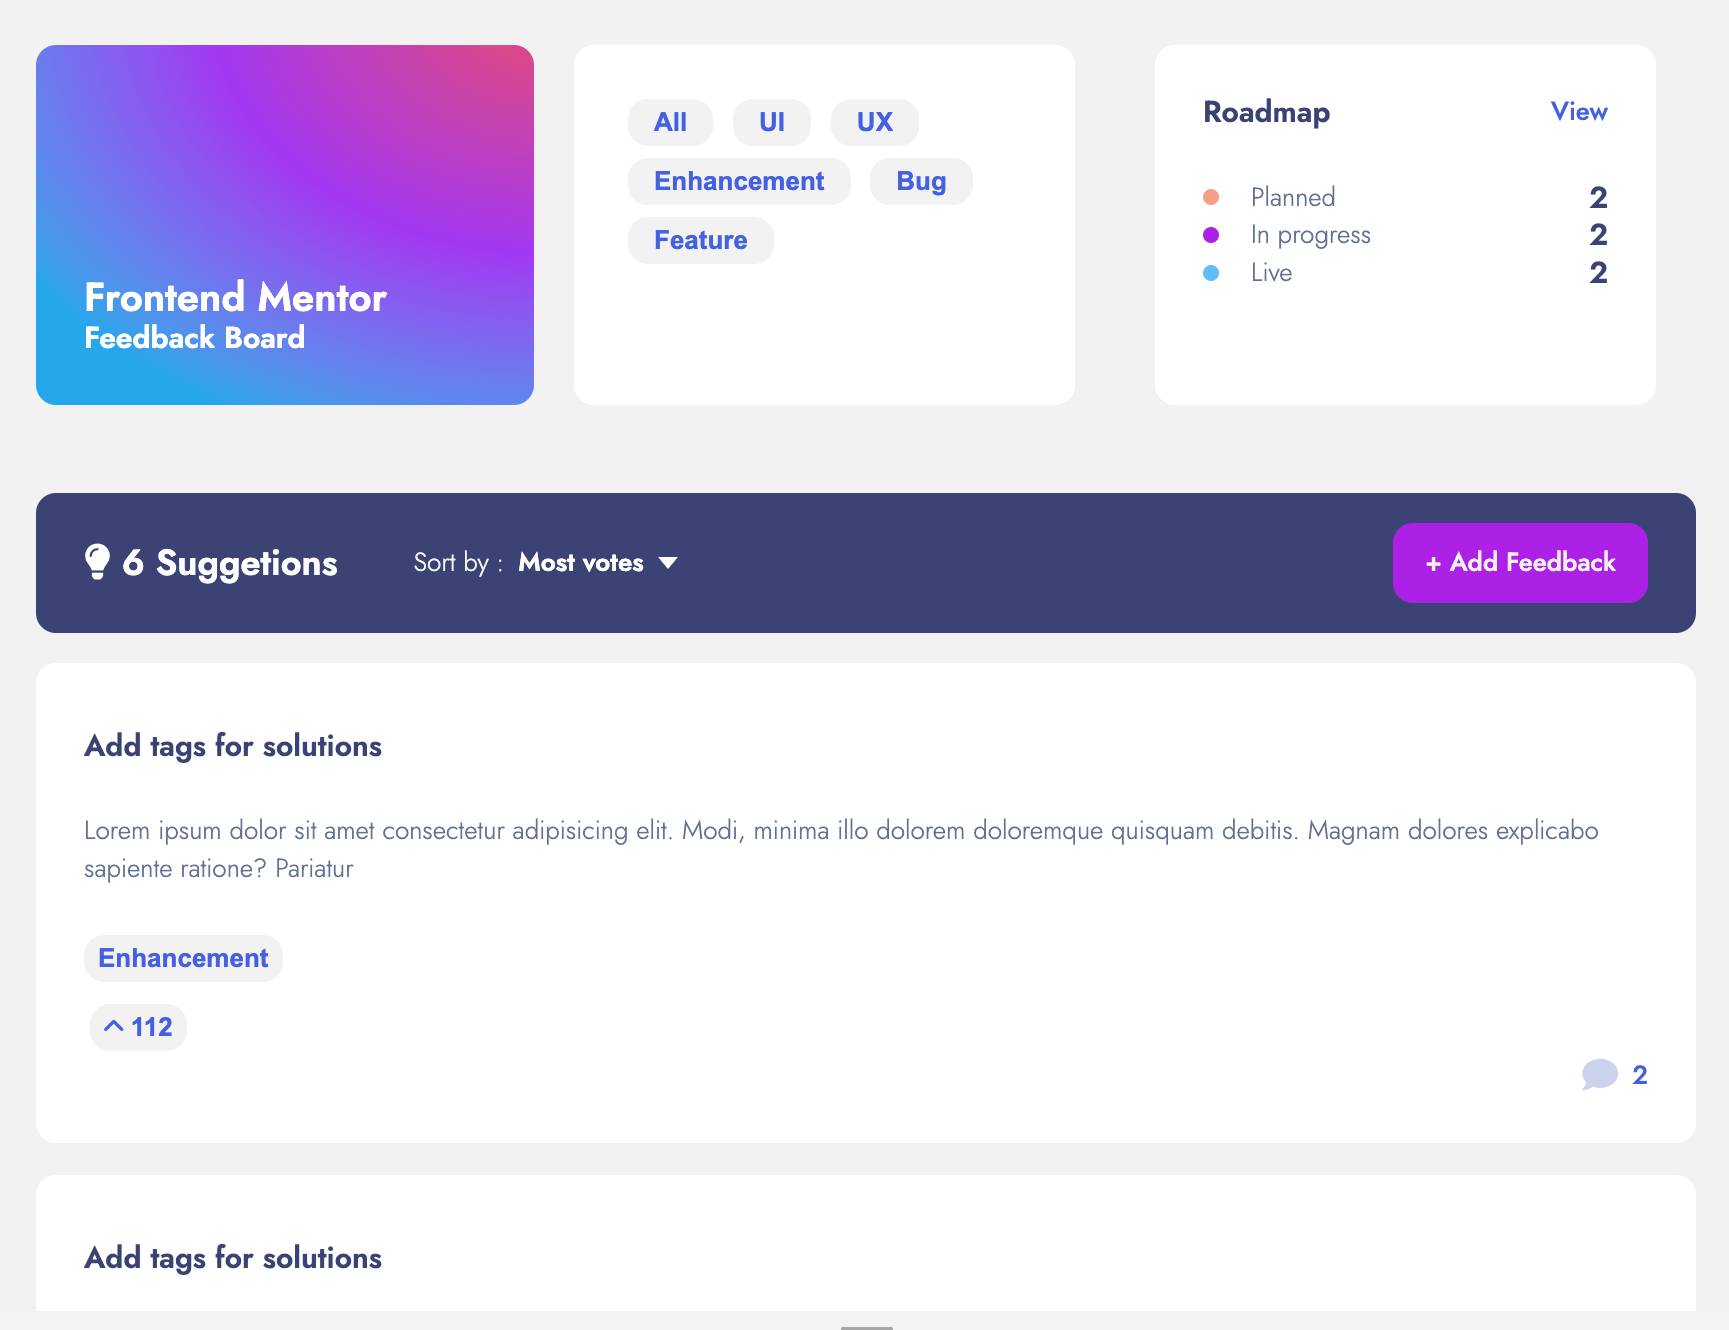 Frontend Mentor
Feedback Board
All UI UX
Enhancement Bug
Feature
Roadmap View
Planned 2
In progress 2
Live 2
6 Suggetions Sort by : Most votes + Add Feedback
Add tags for solutions
Lorem ipsum dolor sit amet consectetur adipisicing elit. Modi, minima illo dolorem doloremque quisquam debitis. Magnam dolores explicabo
sapiente ratione? Pariatur
Enhancement
112
2
Add tags for solutions